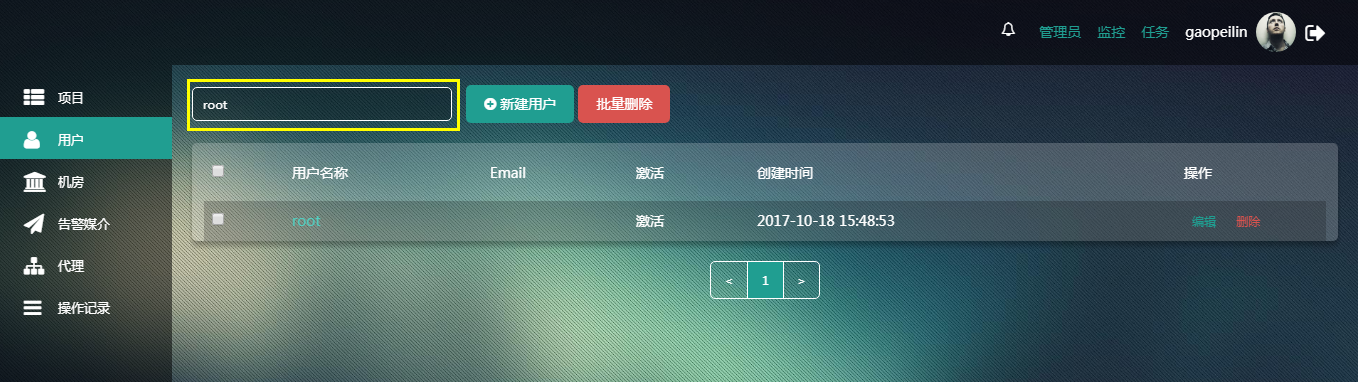 管理员 监控 任务 gaopeilin
项目
用户
机房
告警媒介
代理
操作记录
root 新建用户 批量删除
用户名称 Email 激活 创建时间 操作
root 激活 2017-10-18 15:48:53 编辑 删除
< 1 >